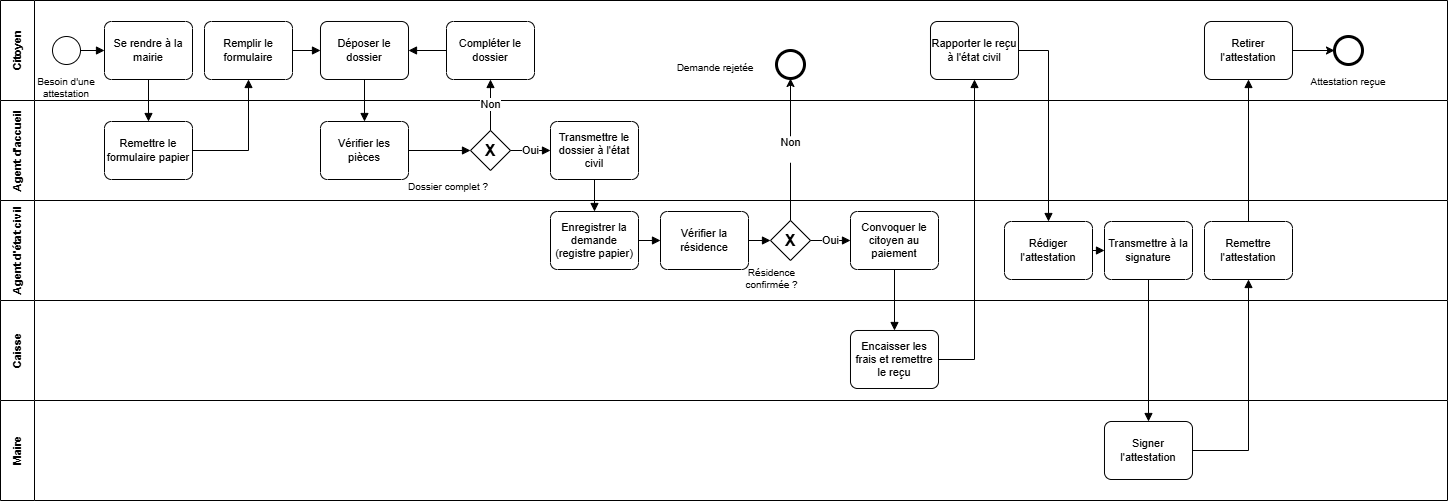 Citoyen
Besoin d'une
attestation
Se rendre à la
mairie
Remplir le
formulaire
Déposer le
dossier
Compléter le
dossier
Demande rejetée
Rapporter le reçu
à l'état civil
Retirer
l'attestation
Attestation reçue
Agent d'accueil
Remettre le
formulaire papier
Vérifier les
pièces
Non
X
Dossier complet ?
Oui
Transmettre le
dossier à l'état
civil
Non
Agent d'état civil
Enregistrer la
demande
(registre papier)
Vérifier la
résidence
X
Résidence
confirmée ?
Oui
Convoquer le
citoyen au
paiement
Rédiger
l'attestation
Transmettre à la
signature
Remettre
l'attestation
Caisse
Encaisser les
frais et remettre
le reçu
Maire
Signer
l'attestation